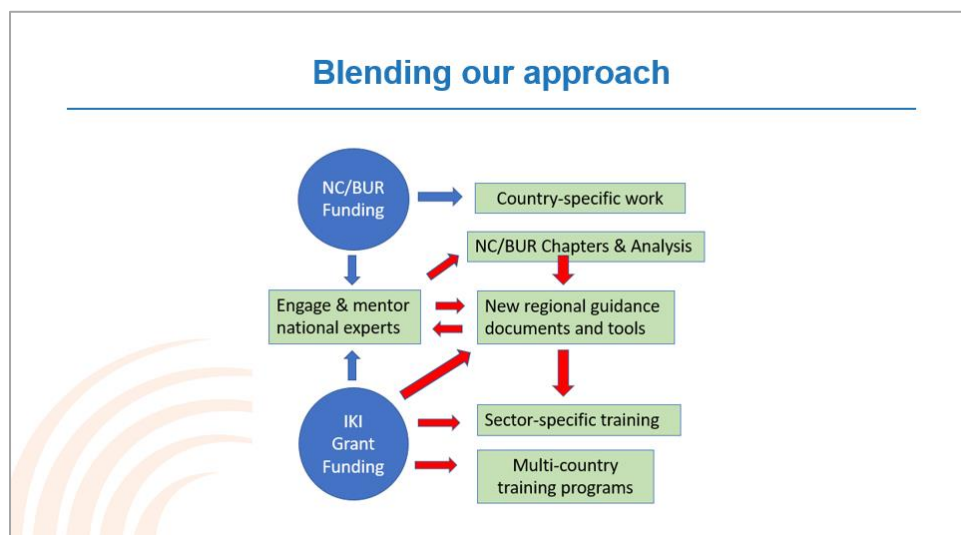 Blending our approach
NC/BUR
Funding
Country-specific work
NC/BUR Chapters & Analysis
Engage & mentor
national experts
New regional guidance
documents and tools
IKI
Grant
Funding
Sector-specific training
Multi-country
training programs